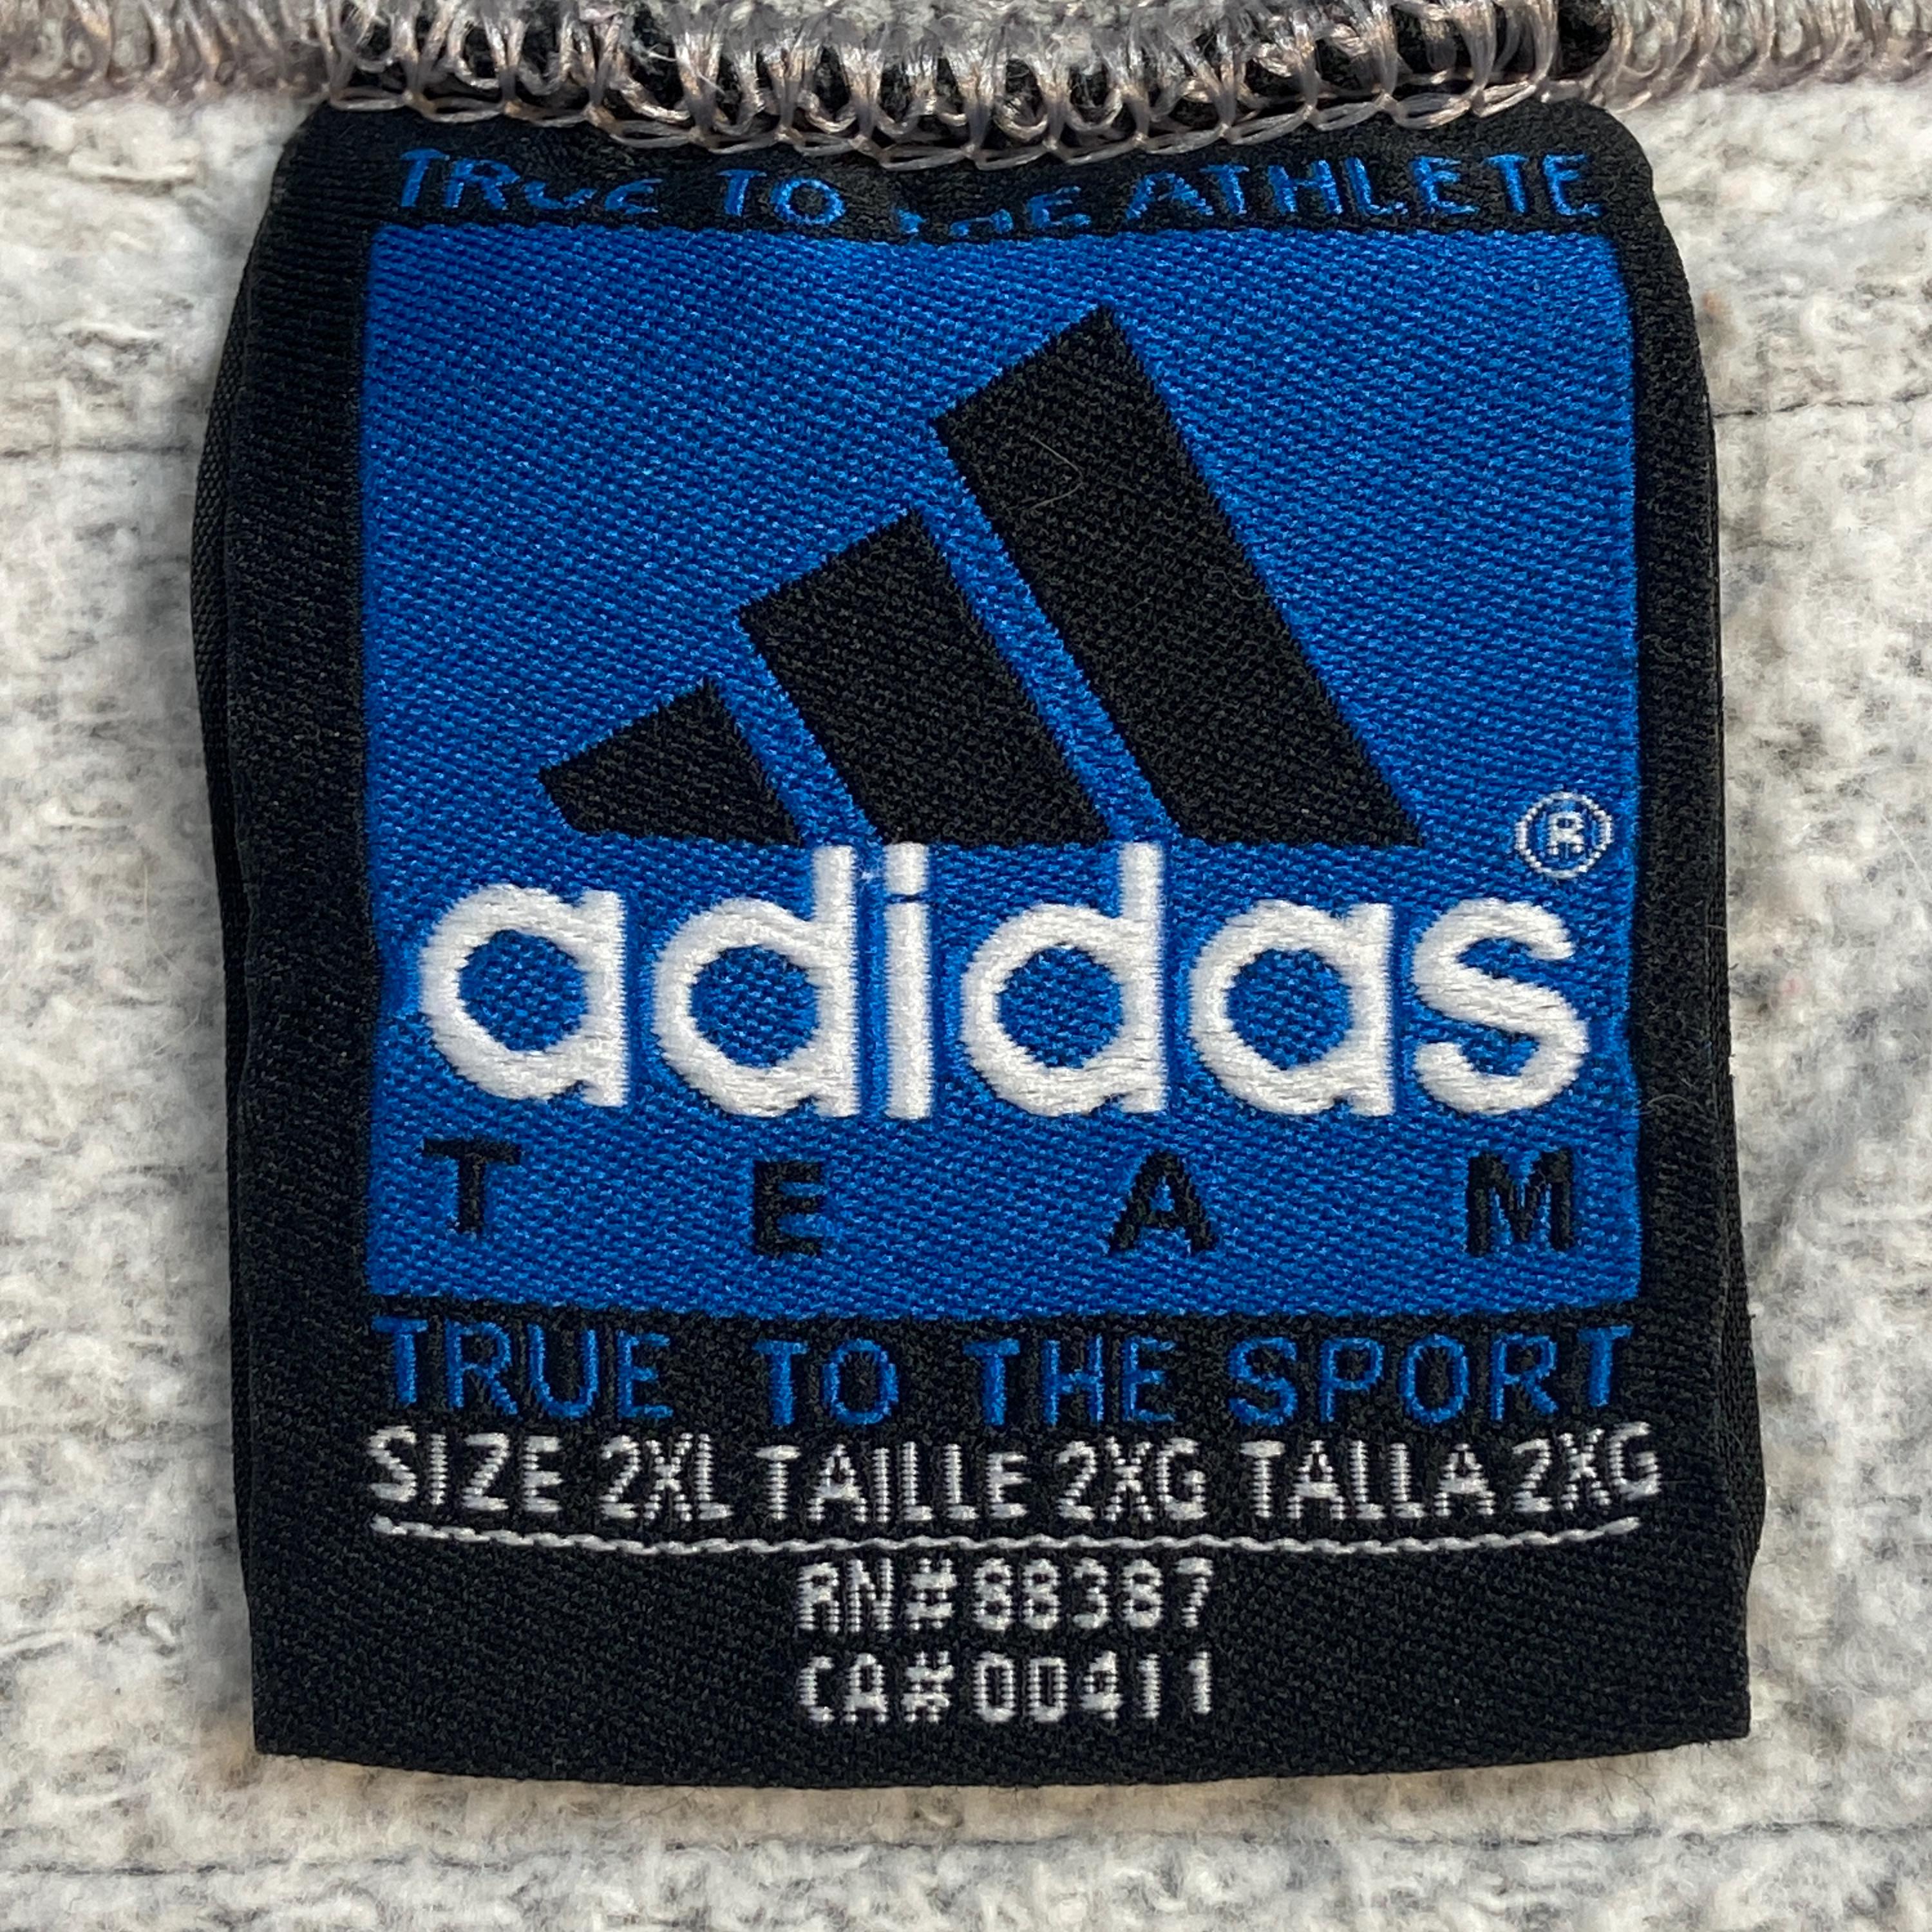 TRUE TO THE ATHLETE
®
adidas
TEAM
TRUE TO THE SPORT
SIZE 2XL TAILLE 2XG TALLA 2XG
RN#88387
CA#00411